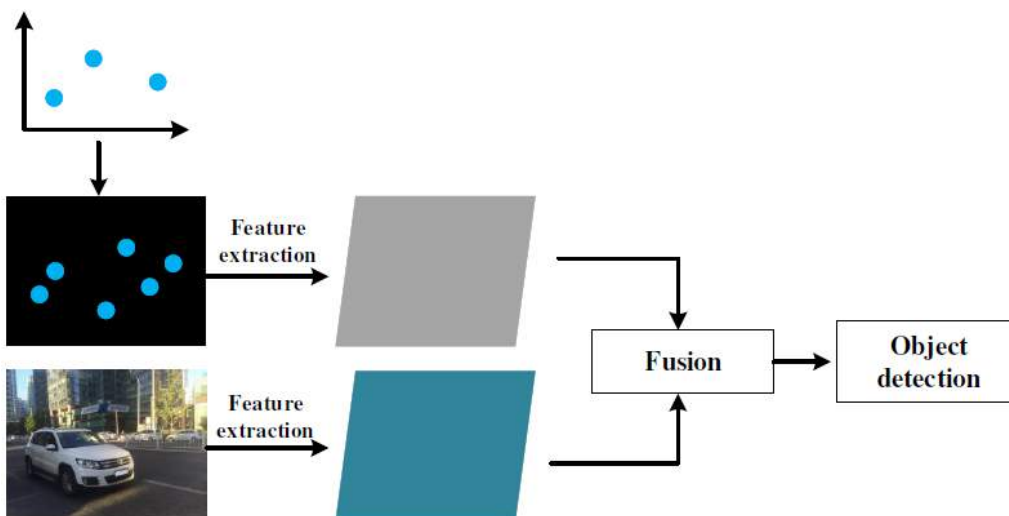 Feature
extraction
Feature
extraction
Fusion
Object
detection